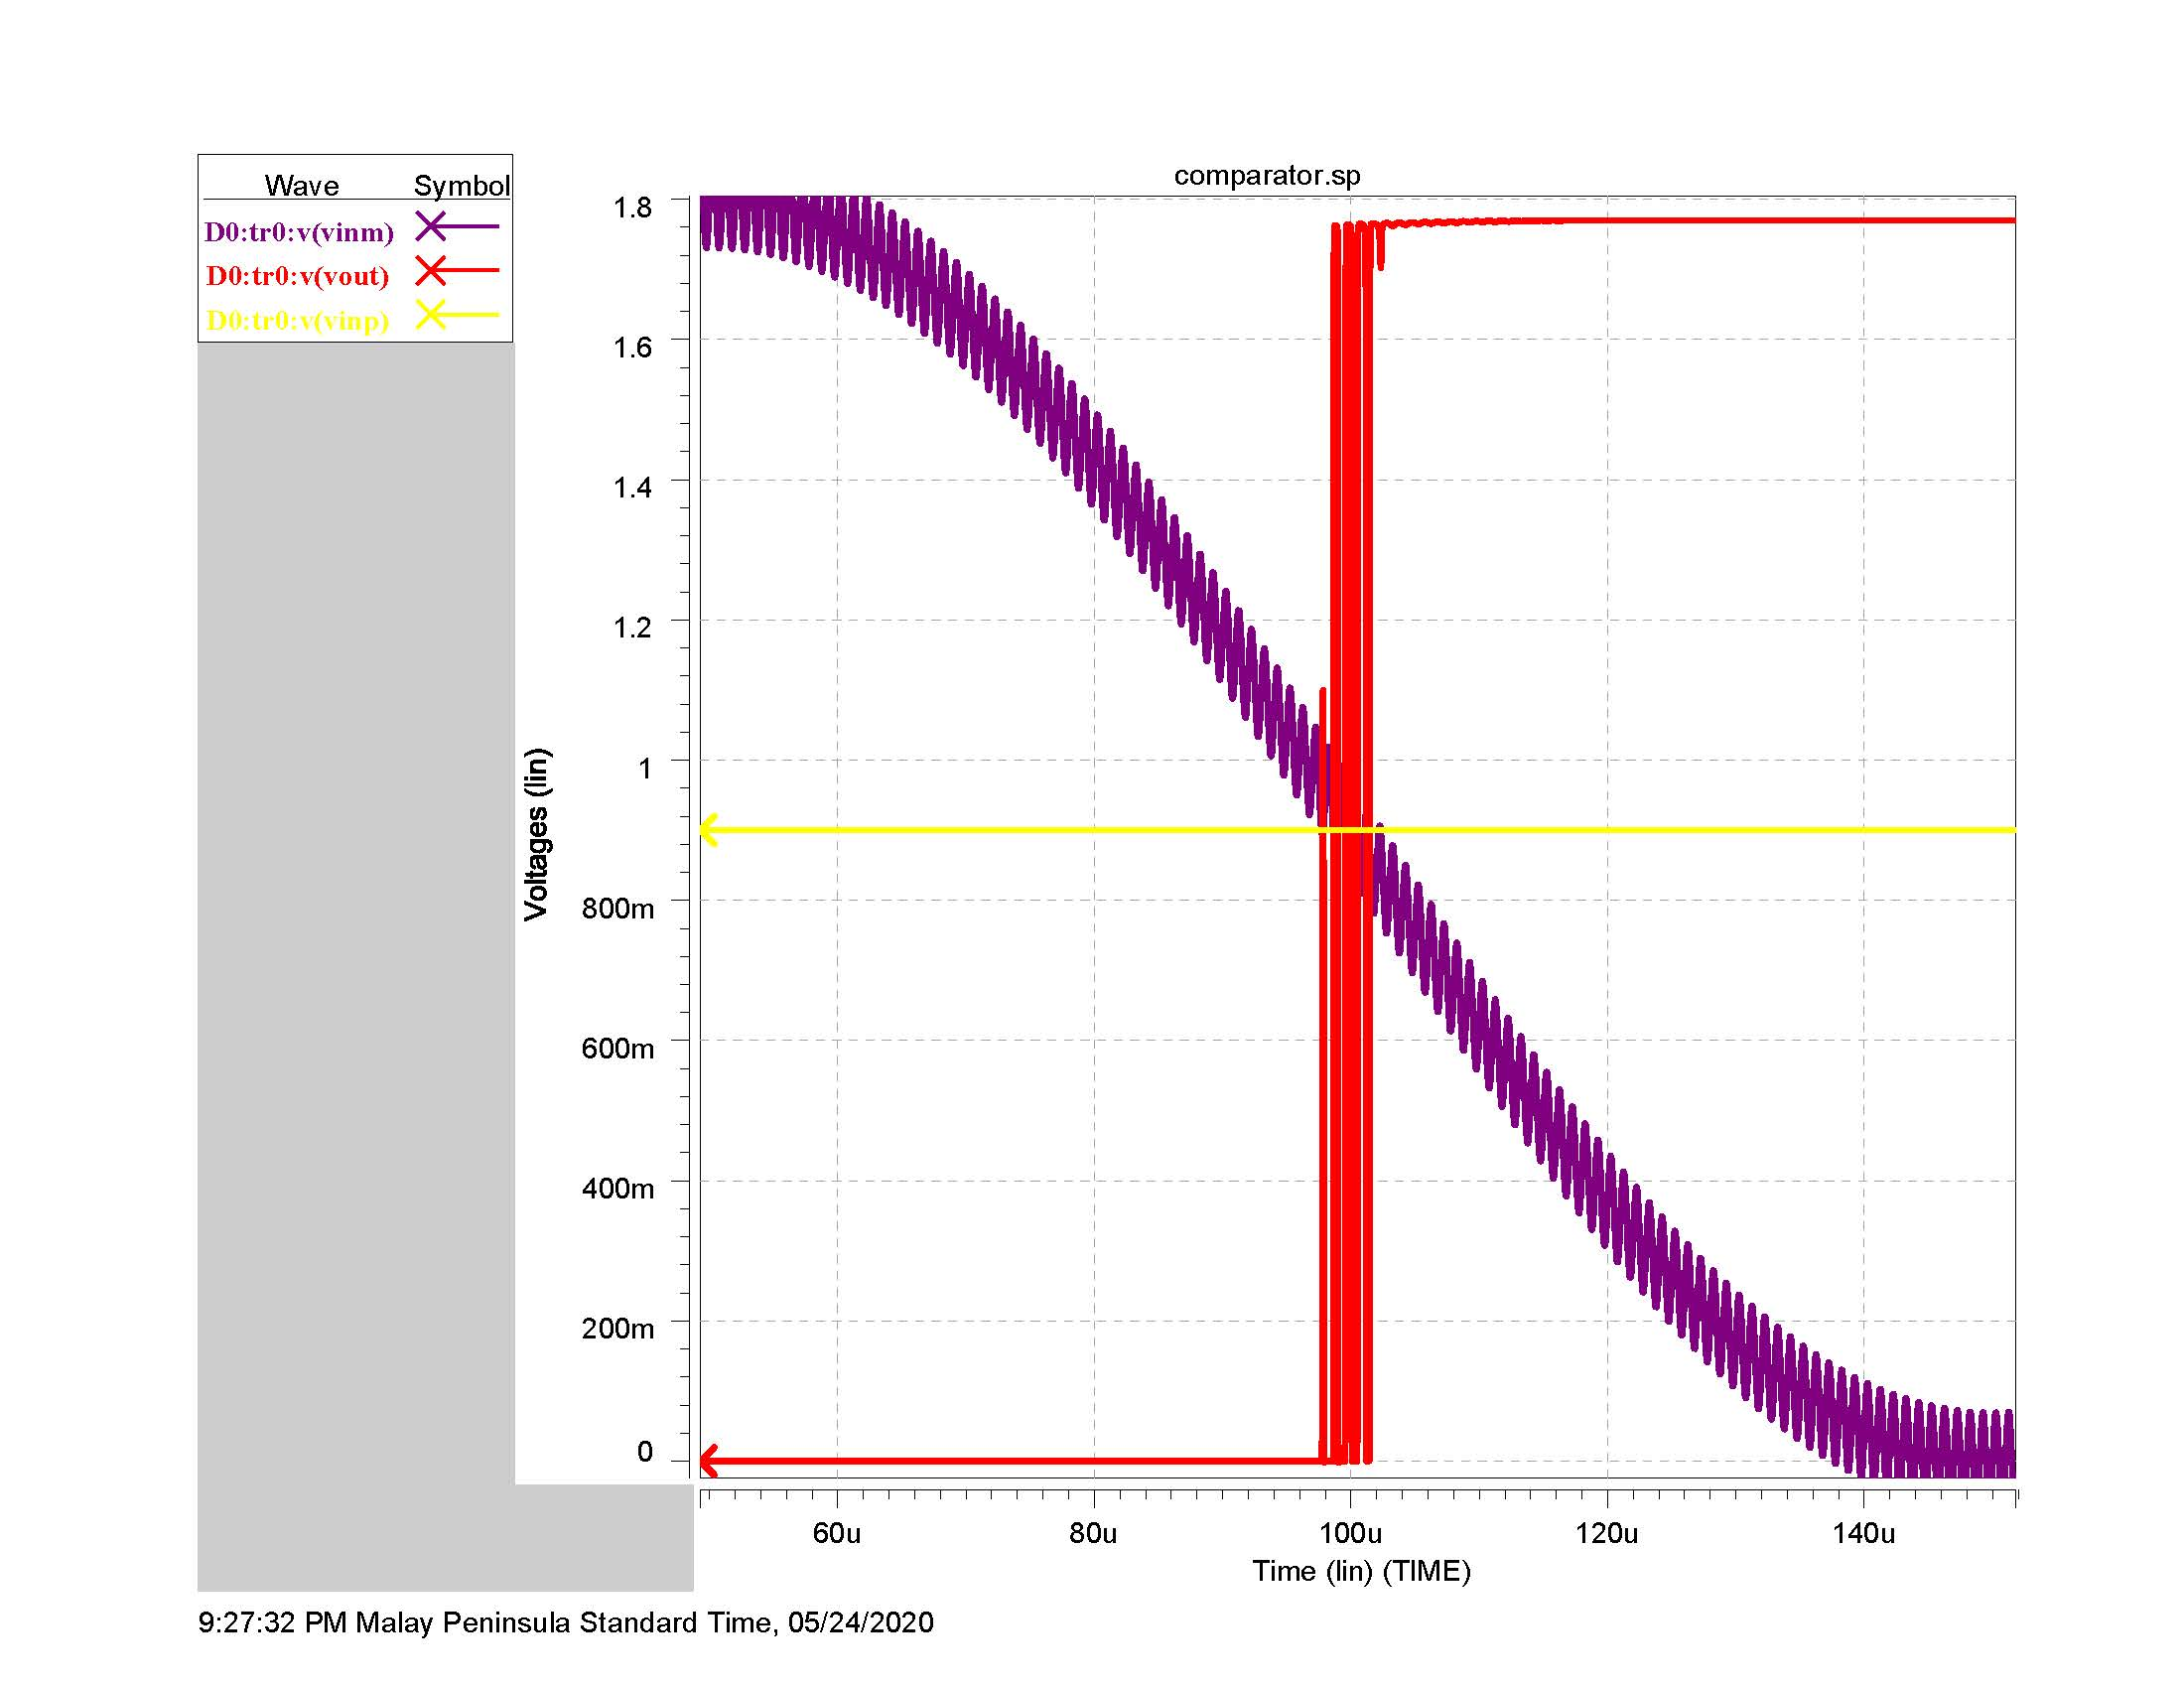 comparator.sp
Wave Symbol
D0:tr0:v(vinm)
D0:tr0:v(vout)
D0:tr0:v(vinp)
1.8
1.6
1.4
1.2
1
800m
600m
400m
200m
0
Voltages (lin)
60u 80u 100u 120u 140u
Time (lin) (TIME)
9:27:32 PM Malay Peninsula Standard Time, 05/24/2020